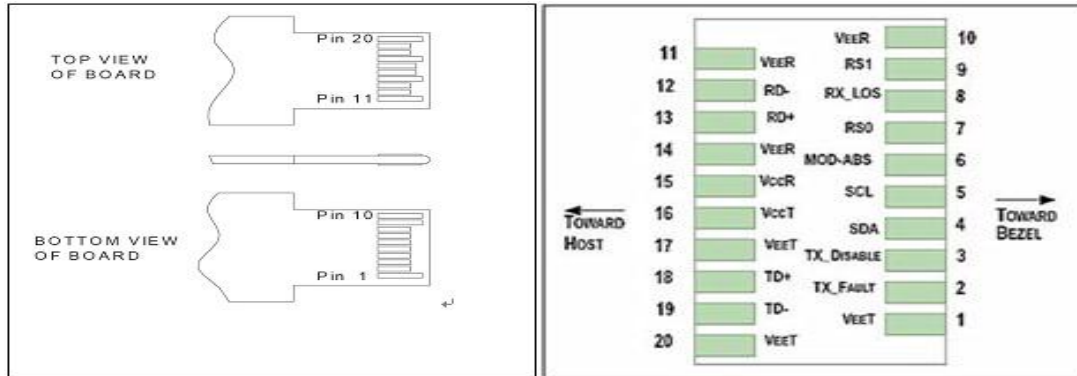 TOP VIEW
OF BOARD
Pin 20
Pin 11
BOTTOM VIEW
OF BOARD
Pin 10
Pin 1
11 VEER
12 RD-
13 RD+
14 VEER
15 VCCR
16 VCCT
17 VEET
18 TD+
19 TD-
20 VEET
TOWARD
HOST
VEER 10
RS1 9
RX_LOS 8
RS0 7
MOD-ABS 6
SCL 5
SDA 4
TX_DISABLE 3
TX_FAULT 2
VEET 1
TOWARD
BEZEL